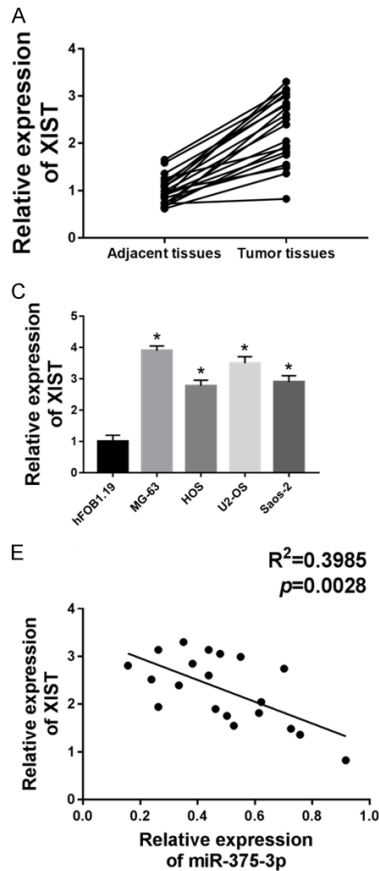 A
Relative expression
of XIST
4
3
2
1
0
Adjacent tissues Tumor tissues
C
Relative expression
of XIST
5
4
3
2
1
0
* * * *
hFOB1.19 MG-63 HOS U2-OS Saos-2
E
R²=0.3985
p=0.0028
Relative expression
of XIST
4
3
2
1
0
0.0 0.2 0.4 0.6 0.8 1.0
Relative expression
of miR-375-3p